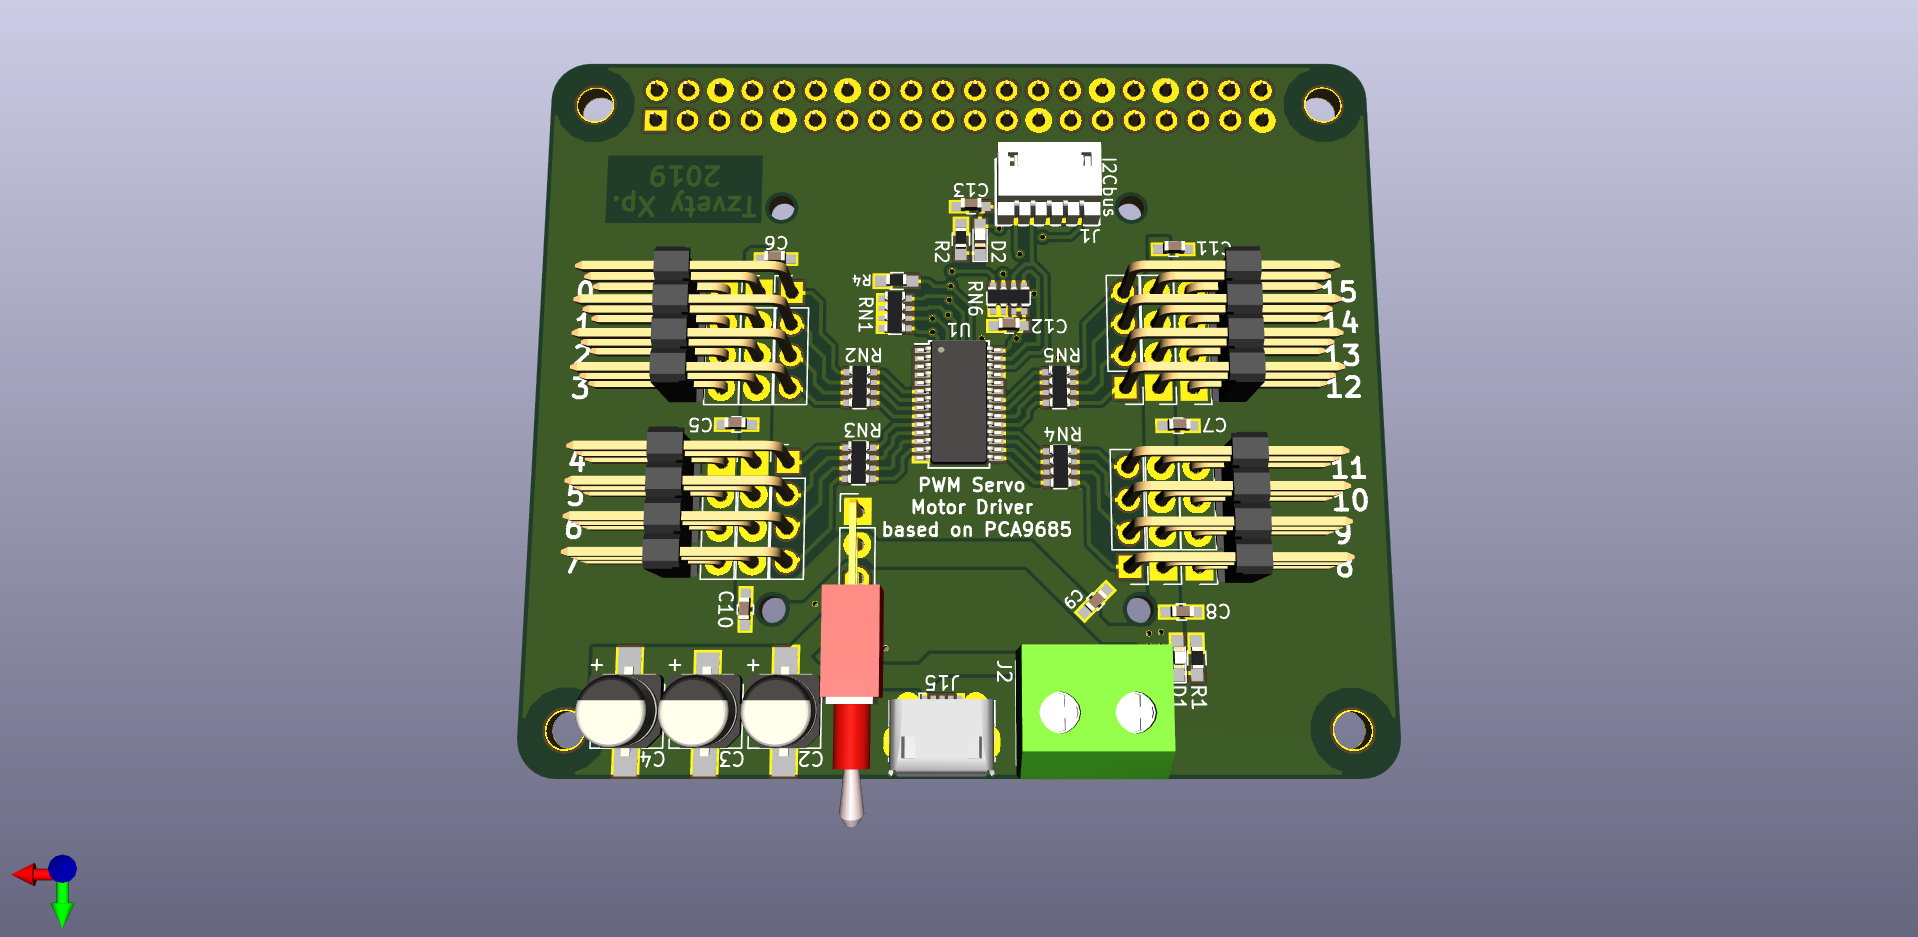 Tzvety Xp.
2019
I2Cbus
J1
C13
R2
D2
C6
C11
R4
RN1
RN6
C12
U1
0
1
2
3
15
14
13
12
RN2
RN5
C5
C7
RN3
RN4
4
5
6
7
11
10
9
8
PWM Servo
Motor Driver
based on PCA9685
C10
C9
C8
+
+
+
J2
J15
D1
R1
C4
C3
C2